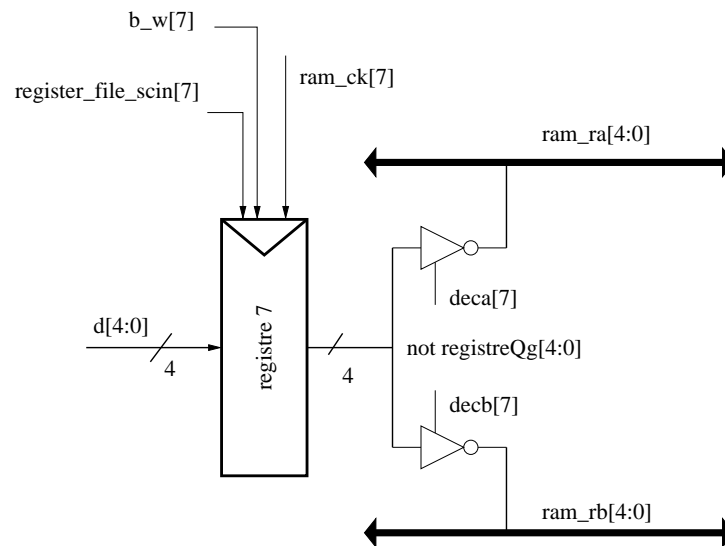 b_w[7]
ram_ck[7]
register_file_scin[7]
ram_ra[4:0]
deca[7]
d[4:0]
4
registre 7
4
not registreQg[4:0]
decb[7]
ram_rb[4:0]